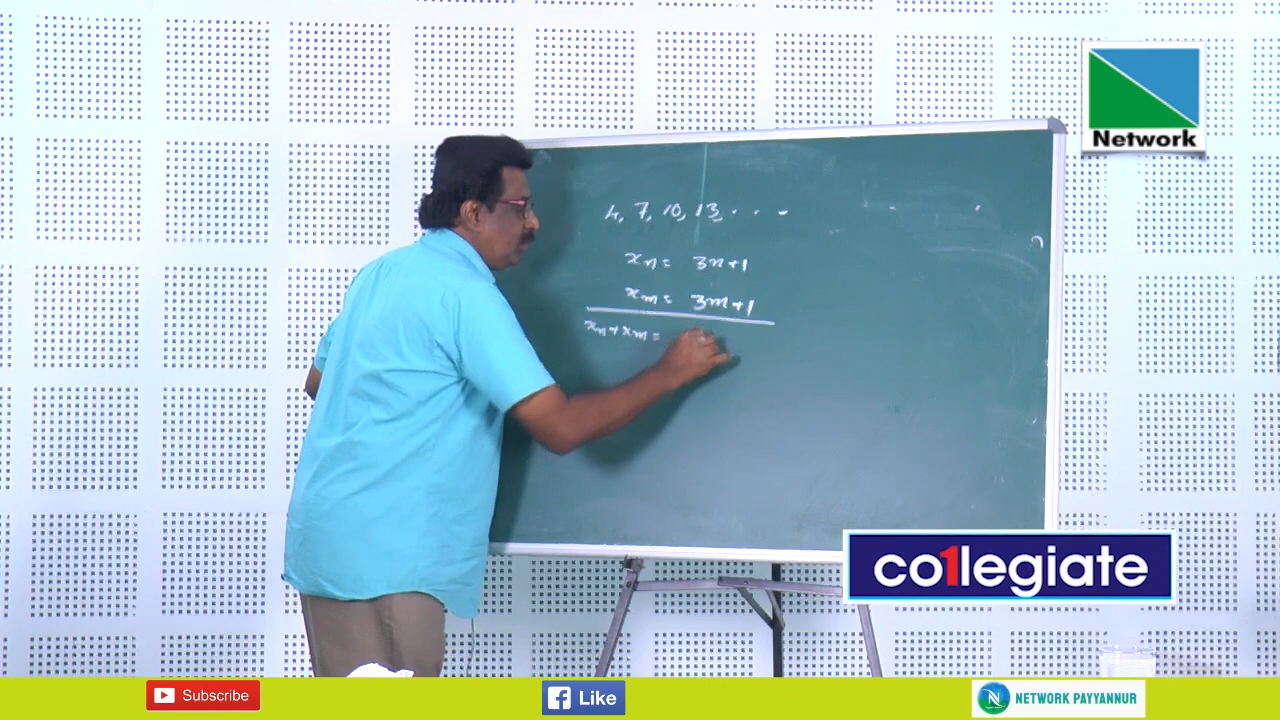 Network
4, 7, 10, 13, . . .
xn = 3n+1
xm = 3m+1
xn + xm =
co1legiate
Subscribe
Like
NETWORK PAYYANNUR